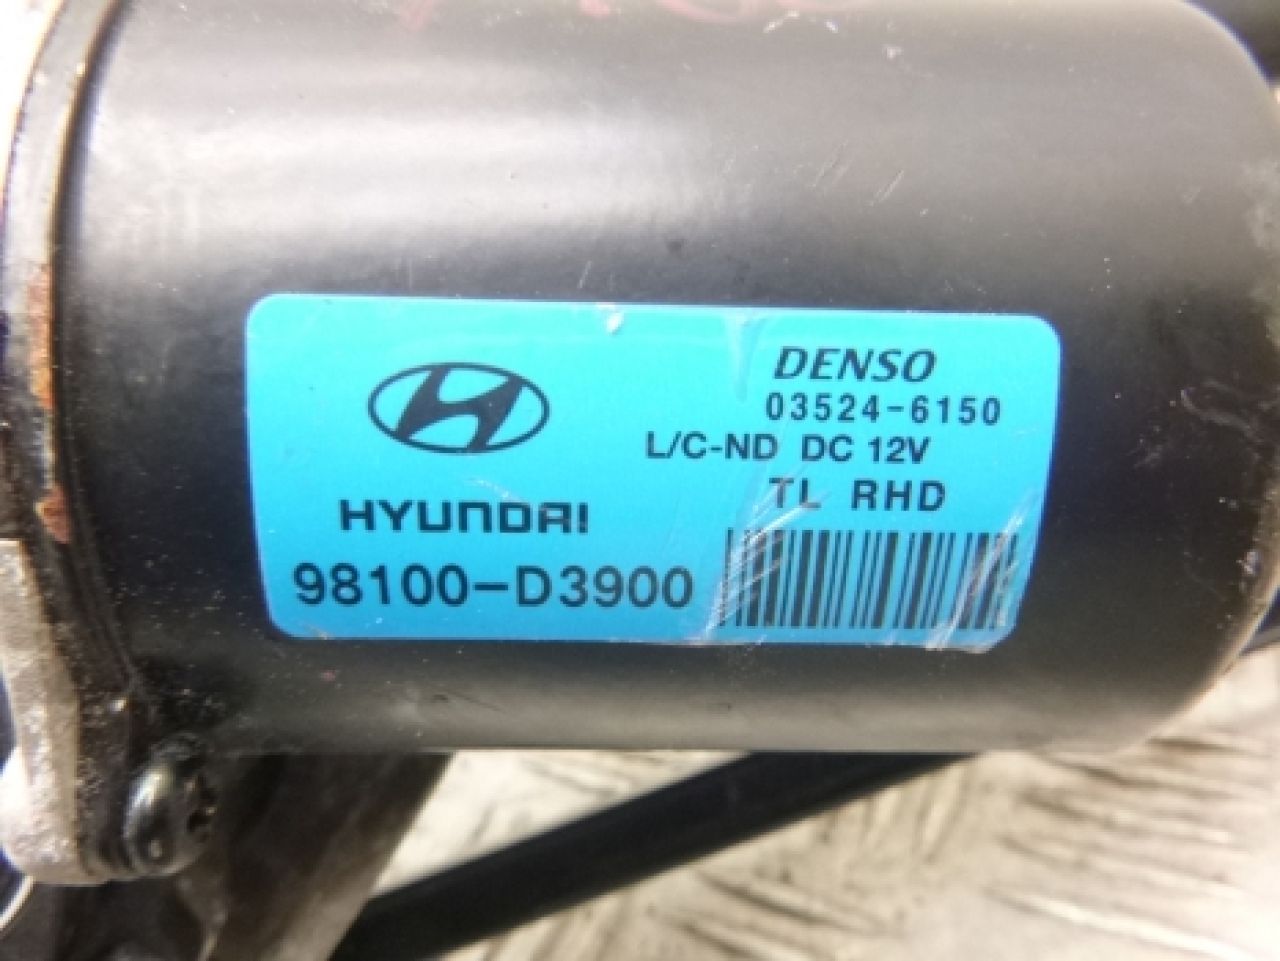 DENSO
03524-6150
L/C-ND DC 12V
TL RHD
HYUNDAI
98100-D3900